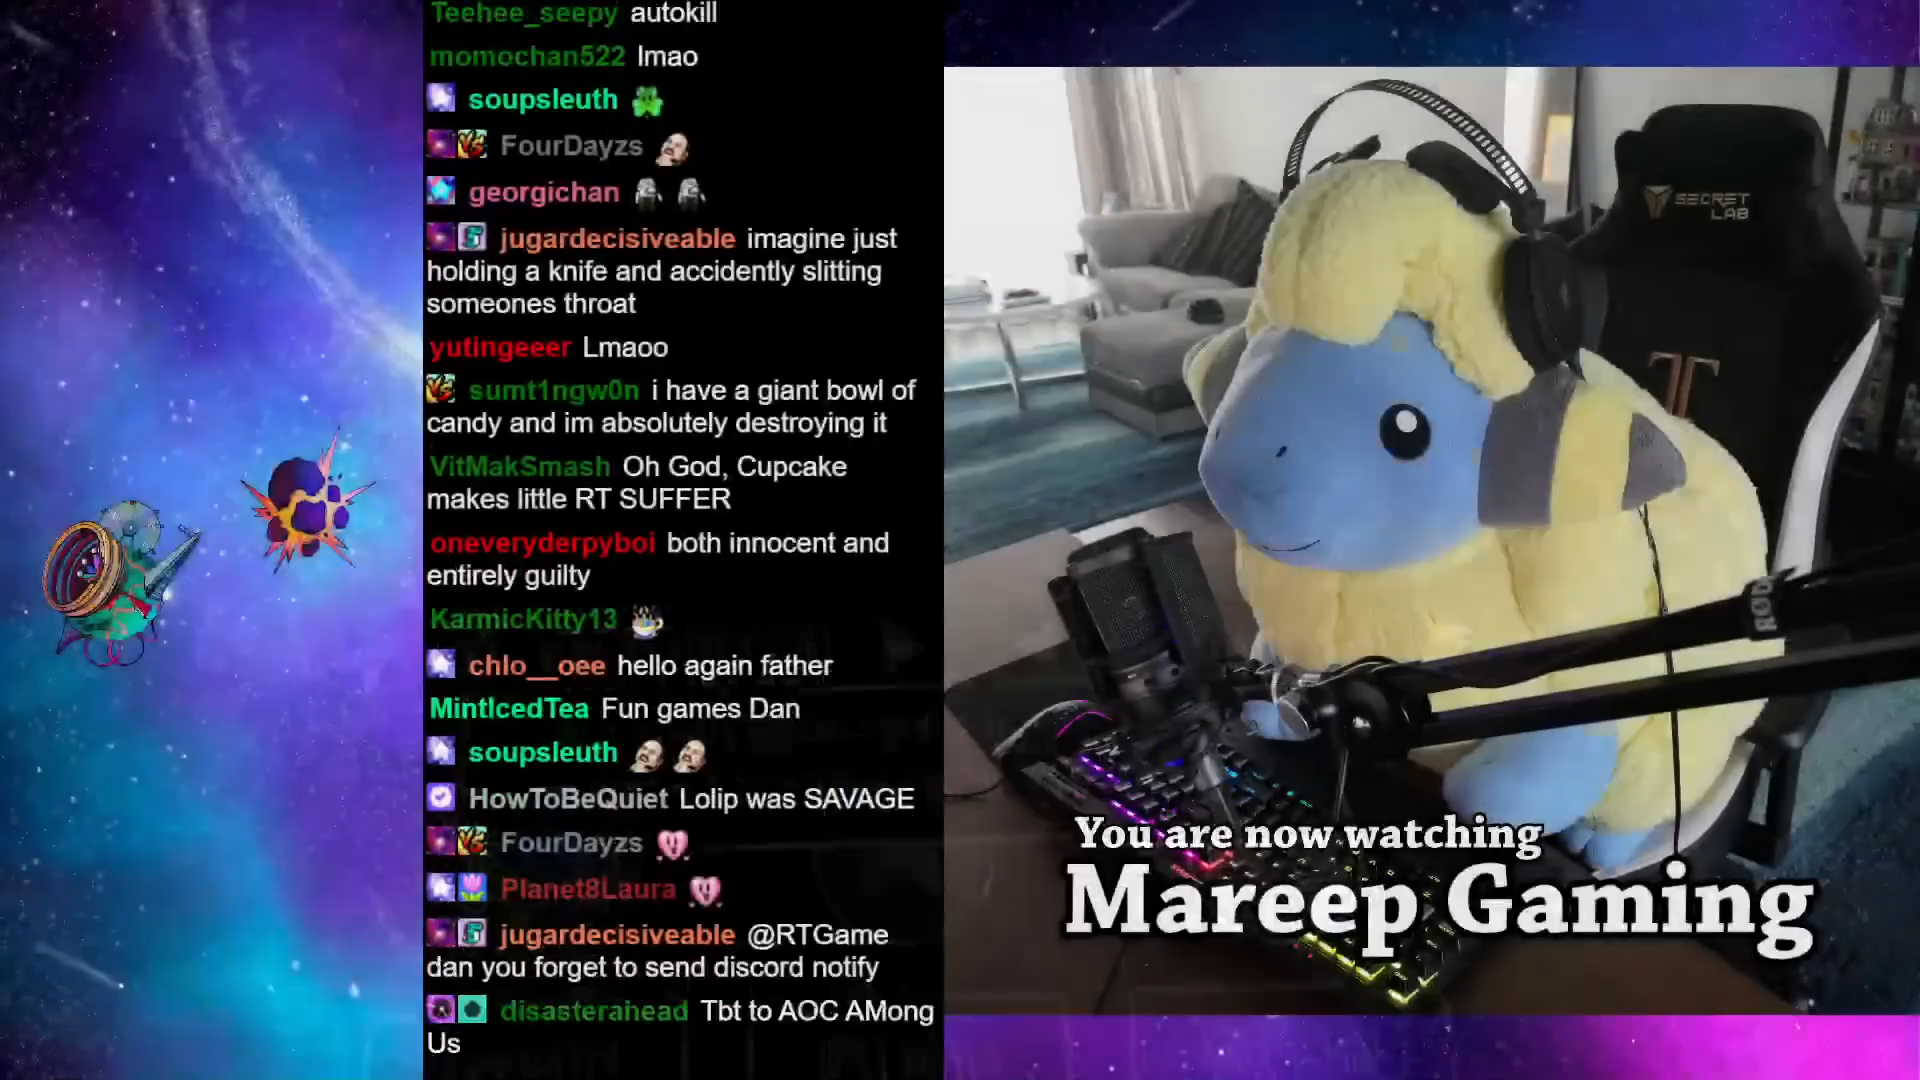 Teehee_seepy autokill
momochan522 lmao
soupsleuth
FourDayzs
georgichan
jugardecisiveable imagine just
holding a knife and accidently slitting
someones throat
yutingeeer Lmaoo
sumt1ngw0n i have a giant bowl of
candy and im absolutely destroying it
VitMakSmash Oh God, Cupcake
makes little RT SUFFER
oneveryderpyboi both innocent and
entirely guilty
KarmicKitty13
chlo__oee hello again father
MintIcedTea Fun games Dan
soupsleuth
HowToBeQuiet Lolip was SAVAGE
FourDayzs
Planet8Laura
jugardecisiveable @RTGame
dan you forget to send discord notify
disasterahead Tbt to AOC AMong
Us
SECRET
LAB
RØDE
You are now watching
Mareep Gaming